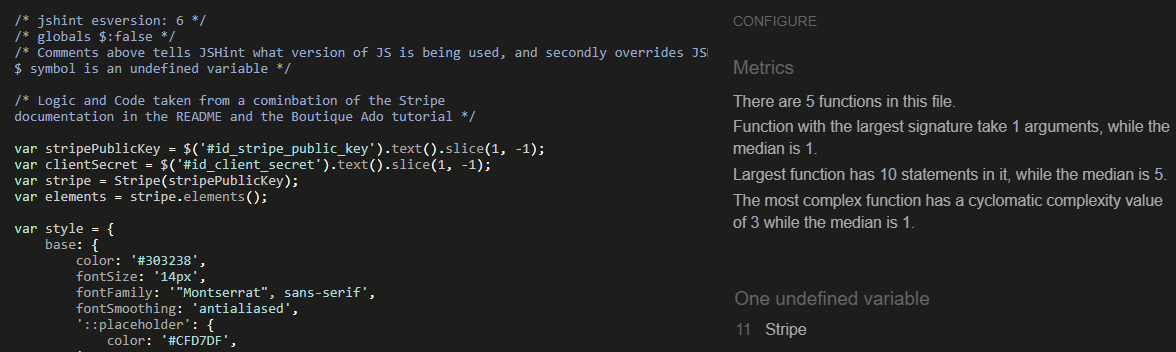 /* jshint esversion: 6 */
/* globals $:false */
/* Comments above tells JSHint what version of JS is being used, and secondly overrides
$ symbol is an undefined variable */
/* Logic and Code taken from a cominbation of the Stripe
documentation in the README and the Boutique Ado tutorial */
var stripePublicKey = $('#id_stripe_public_key').text().slice(1, -1);
var clientSecret = $('#id_client_secret').text().slice(1, -1);
var stripe = Stripe(stripePublicKey);
var elements = stripe.elements();
var style = {
base: {
color: '#303238',
fontSize: '14px',
fontFamily: '"Montserrat", sans-serif',
fontSmoothing: 'antialiased',
'::placeholder': {
color: '#CFD7DF',
CONFIGURE
Metrics
There are 5 functions in this file.
Function with the largest signature take 1 arguments, while the
median is 1.
Largest function has 10 statements in it, while the median is 5.
The most complex function has a cyclomatic complexity value
of 3 while the median is 1.
One undefined variable
11 Stripe